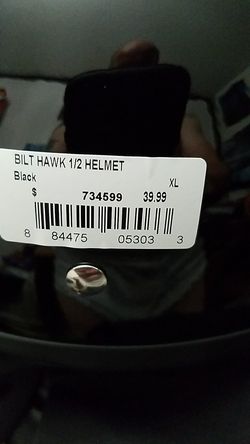 BILT HAWK 1/2 HELMET
Black XL
$ 734599 39.99
8 84475 05303 3